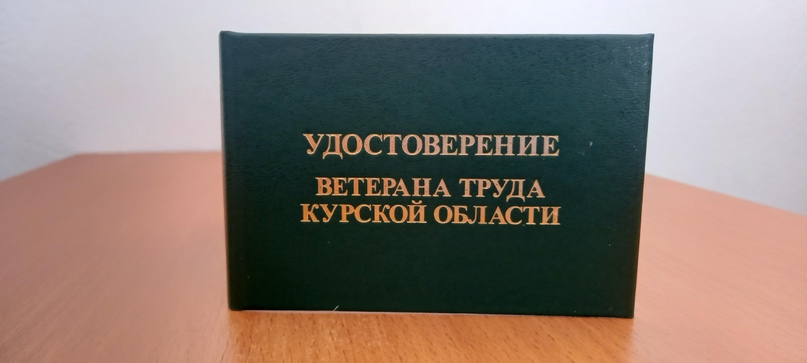 УДОСТОВЕРЕНИЕ
ВЕТЕРАНА ТРУДА
КУРСКОЙ ОБЛАСТИ